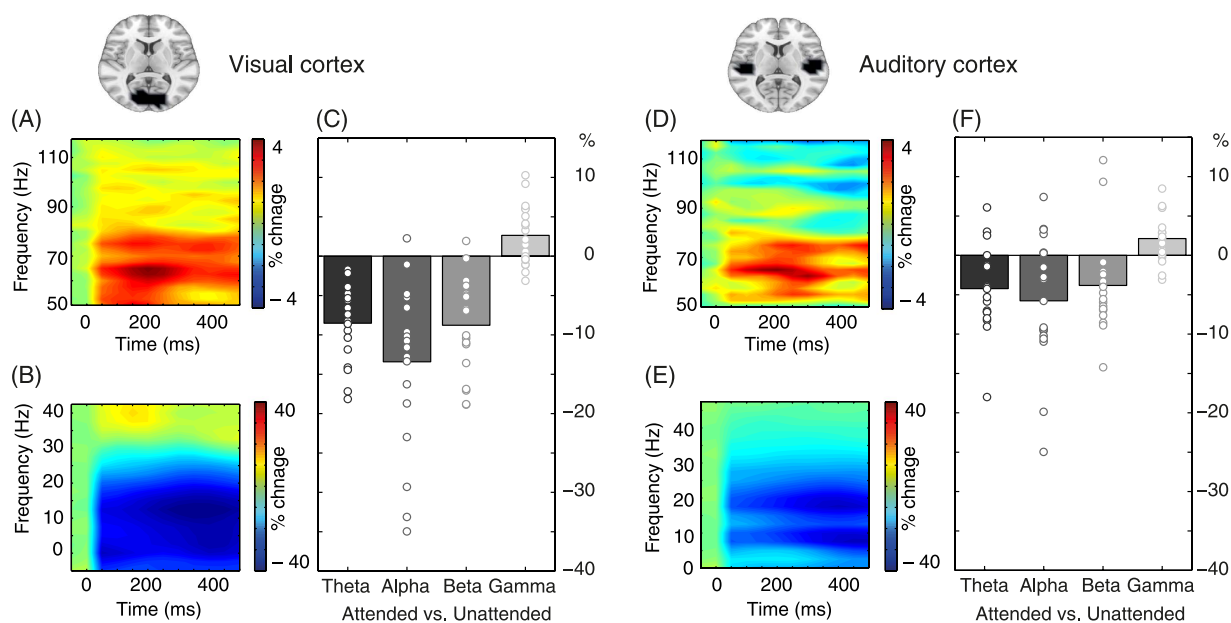 Visual cortex
Auditory cortex
(A)
Frequency (Hz)
110
90
70
50
0 200 400
Time (ms)
4
% chnage
– 4
(B)
Frequency (Hz)
40
30
20
10
0
0 200 400
Time (ms)
40
% chnage
– 40
(C)
%
10
0
–10
–20
–30
–40
Theta Alpha Beta Gamma
Attended vs. Unattended
(D)
Frequency (Hz)
110
90
70
50
0 200 400
Time (ms)
4
% chnage
– 4
(E)
Frequency (Hz)
40
30
20
10
0
0 200 400
Time (ms)
40
% chnage
– 40
(F)
%
10
0
–10
–20
–30
–40
Theta Alpha Beta Gamma
Attended vs. Unattended